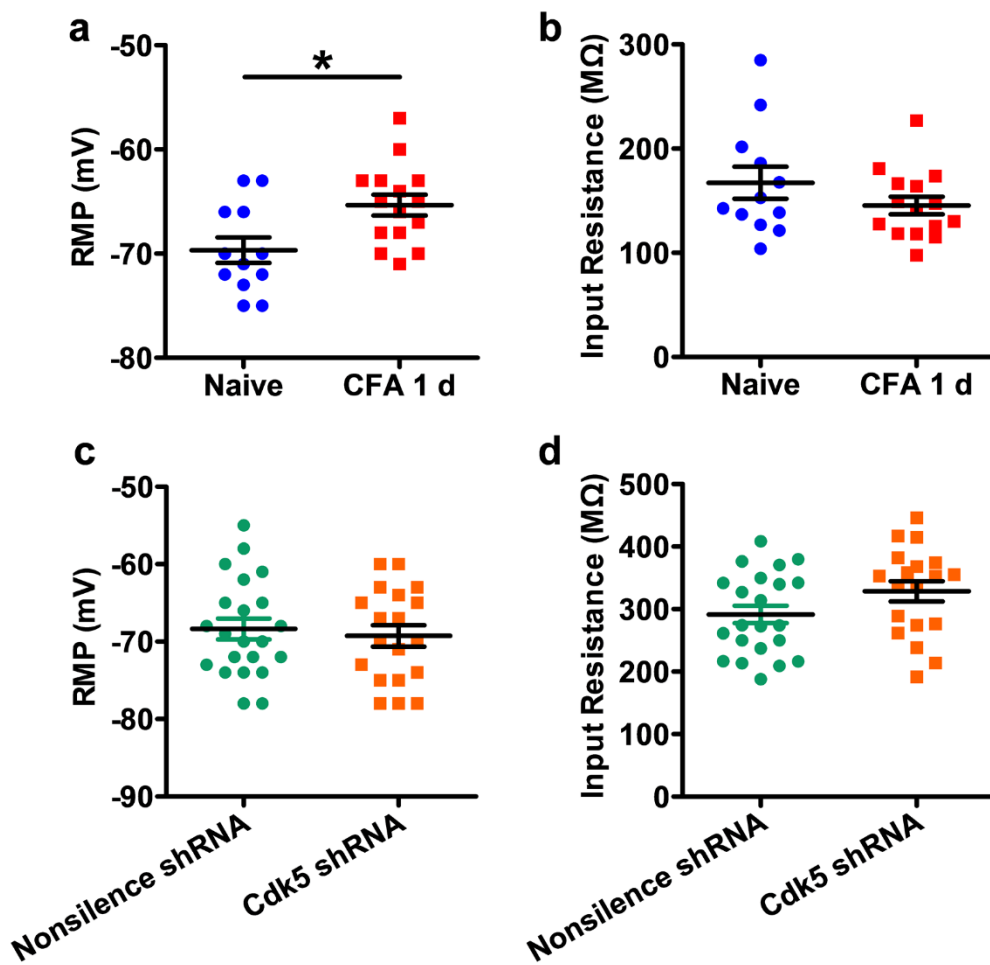 a
RMP (mV)
-50
-60
-70
-80
*
Naive
CFA 1 d
b
Input Resistance (MΩ)
300
200
100
0
Naive
CFA 1 d
c
RMP (mV)
-50
-60
-70
-80
-90
Nonsilence shRNA
Cdk5 shRNA
d
Input Resistance (MΩ)
500
400
300
200
100
0
Nonsilence shRNA
Cdk5 shRNA